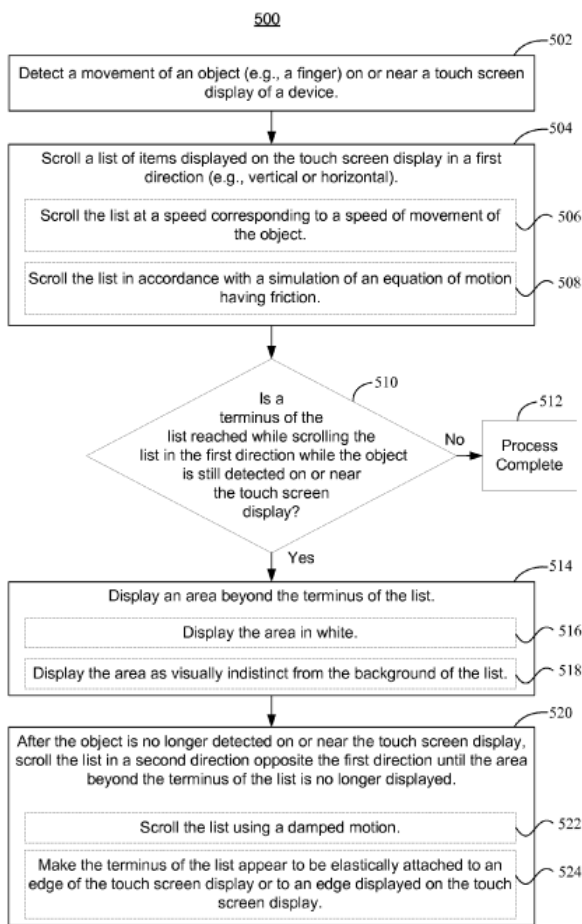 500
502
Detect a movement of an object (e.g., a finger) on or near a touch screen
display of a device.
504
Scroll a list of items displayed on the touch screen display in a first
direction (e.g., vertical or horizontal).
Scroll the list at a speed corresponding to a speed of movement of
the object.
506
Scroll the list in accordance with a simulation of an equation of motion
having friction.
508
510
Is a
terminus of the
list reached while scrolling the
list in the first direction while the object
is still detected on or near
the touch screen
display?
No
512
Process
Complete
Yes
514
Display an area beyond the terminus of the list.
Display the area in white.
516
Display the area as visually indistinct from the background of the list.
518
520
After the object is no longer detected on or near the touch screen display,
scroll the list in a second direction opposite the first direction until the area
beyond the terminus of the list is no longer displayed.
Scroll the list using a damped motion.
522
Make the terminus of the list appear to be elastically attached to an
edge of the touch screen display or to an edge displayed on the touch
screen display.
524